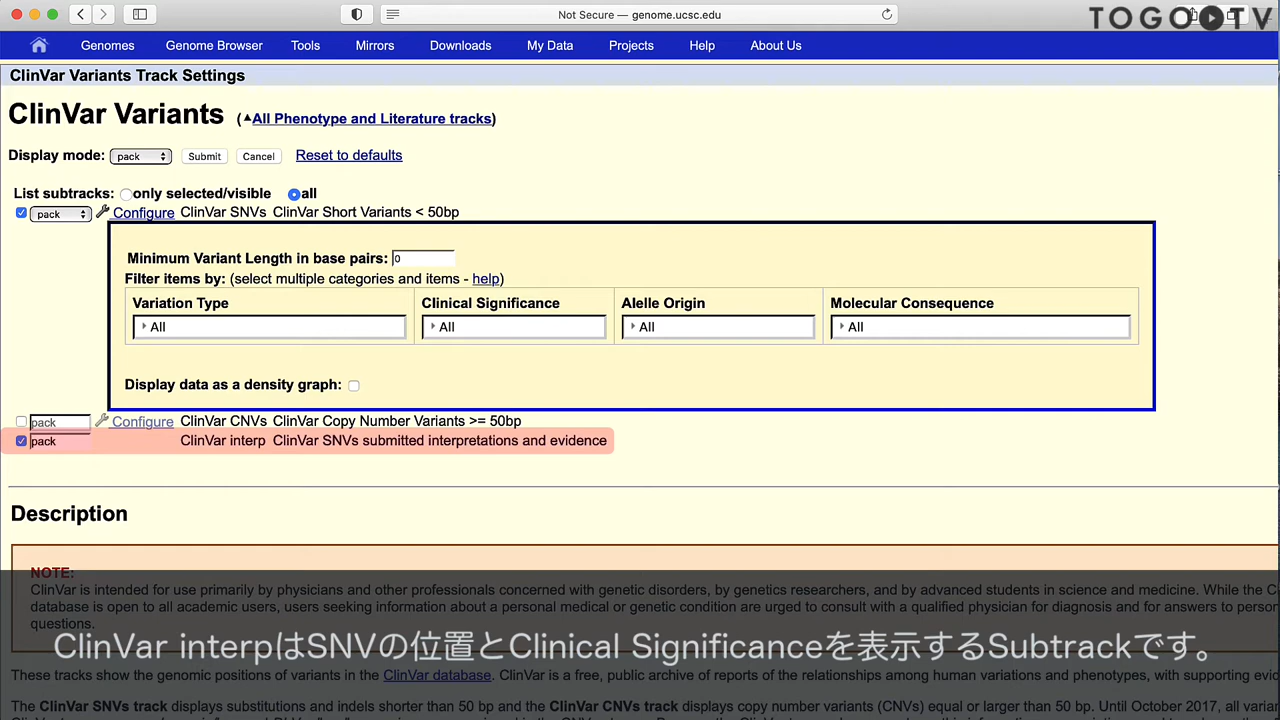 Not Secure — genome.ucsc.edu
TOGO TV
Genomes Genome Browser Tools Mirrors Downloads My Data Projects Help About Us
ClinVar Variants Track Settings
ClinVar Variants (All Phenotype and Literature tracks)
Display mode: pack Submit Cancel Reset to defaults
List subtracks: only selected/visible all
pack Configure ClinVar SNVs ClinVar Short Variants < 50bp
Minimum Variant Length in base pairs: 0
Filter items by: (select multiple categories and items - help)
Variation Type Clinical Significance Alelle Origin Molecular Consequence
All All All All
Display data as a density graph:
pack Configure ClinVar CNVs ClinVar Copy Number Variants >= 50bp
pack ClinVar interp ClinVar SNVs submitted interpretations and evidence
Description
NOTE:
ClinVar is intended for use primarily by physicians and other professionals concerned with genetic disorders, by genetics researchers, and by advanced students in science and medicine. While the C
database is open to all academic users, users seeking information about a personal medical or genetic condition are urged to consult with a qualified physician for diagnosis and for answers to person
questions.
ClinVar interpはSNVの位置とClinical Significanceを表示するSubtrackです。
These tracks show the genomic positions of variants in the ClinVar database. ClinVar is a free, public archive of reports of the relationships among human variations and phenotypes, with supporting evid
The ClinVar SNVs track displays substitutions and indels shorter than 50 bp and the ClinVar CNVs track displays copy number variants (CNVs) equal or larger than 50 bp. Until October 2017, all variat